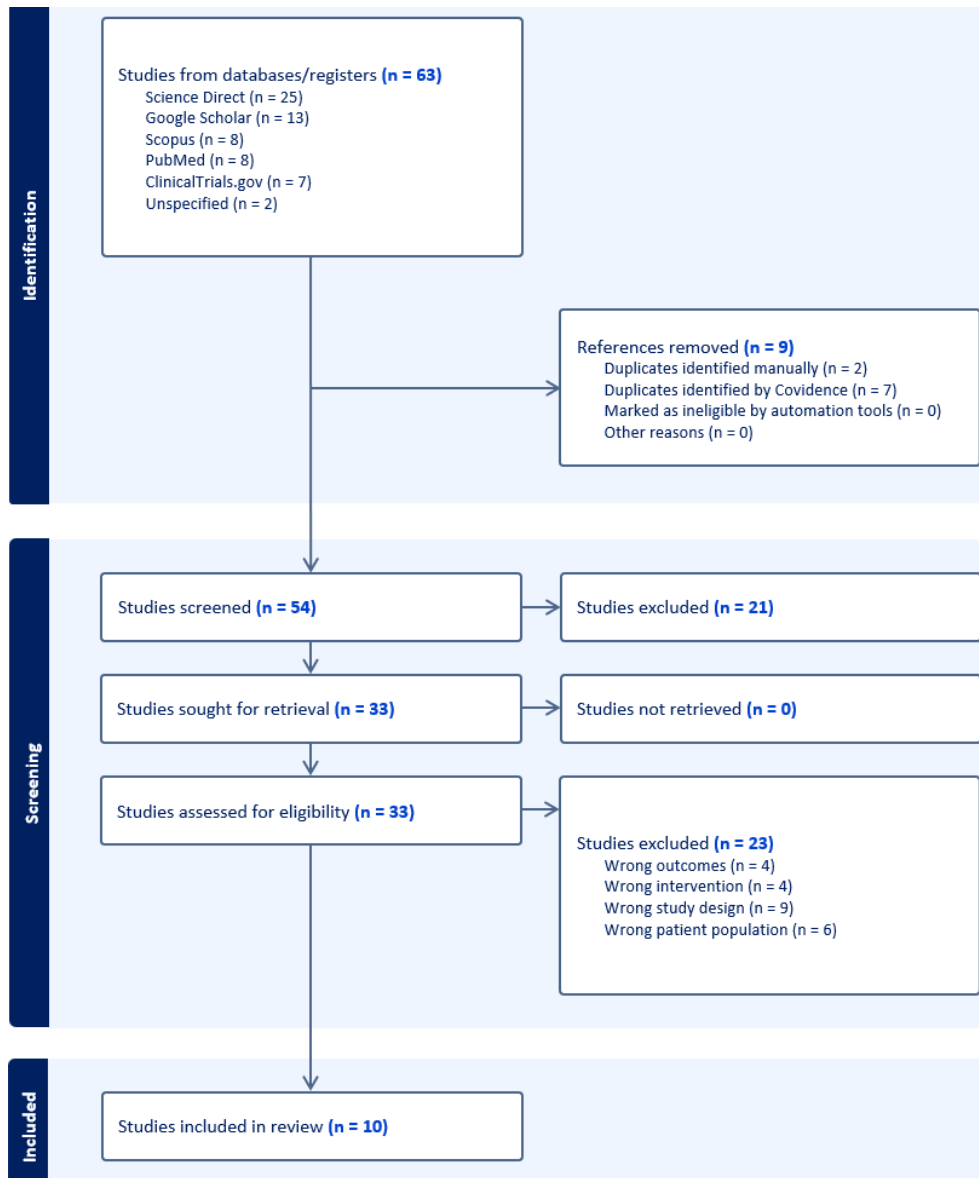 Identification
Studies from databases/registers (n = 63)
Science Direct (n = 25)
Google Scholar (n = 13)
Scopus (n = 8)
PubMed (n = 8)
ClinicalTrials.gov (n = 7)
Unspecified (n = 2)
References removed (n = 9)
Duplicates identified manually (n = 2)
Duplicates identified by Covidence (n = 7)
Marked as ineligible by automation tools (n = 0)
Other reasons (n = 0)
Screening
Studies screened (n = 54)
Studies excluded (n = 21)
Studies sought for retrieval (n = 33)
Studies not retrieved (n = 0)
Studies assessed for eligibility (n = 33)
Studies excluded (n = 23)
Wrong outcomes (n = 4)
Wrong intervention (n = 4)
Wrong study design (n = 9)
Wrong patient population (n = 6)
Included
Studies included in review (n = 10)